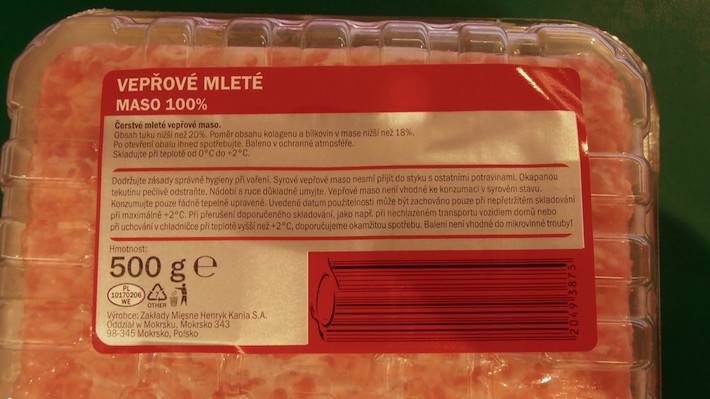 VEPŘOVÉ MLETÉ
MASO 100%
Čerstvé mleté vepřové maso.
Obsah tuku nižší než 20%. Poměr obsahu kolagenu a bílkovin v mase nižší než 18%.
Po otevření obalu ihned spotřebujte. Baleno v ochranné atmosféře.
Skladujte při teplotě od 0°C do +2°C.
Dodržujte zásady správné hygieny při vaření. Syrové vepřové maso nesmí přijít do styku s ostatními potravinami. Okapanou
tekutinu pečlivě odstraňte. Nádobí a ruce důkladně umyjte. Vepřové maso není vhodné ke konzumaci v syrovém stavu.
Konzumujte pouze řádně tepelně upravené. Uvedené datum použitelnosti může být zachováno pouze při nepřetržitém skladování
při maximálně +2°C. Při přerušení doporučeného skladování, jako např. při nechlazeném transportu vozidlem domů nebo
při uchování v chladničce při teplotě vyšší než +2°C, doporučujeme okamžitou spotřebu. Balení není vhodné do mikrovlnné trouby!
Hmotnost:
500 g e
PL
10170206
WE
7
OTHER
Výrobce: Zakłady Mięsne Henryk Kania S.A.
Oddział w Mokrsku, Mokrsko 343
98-345 Mokrsko, Polsko
20493875